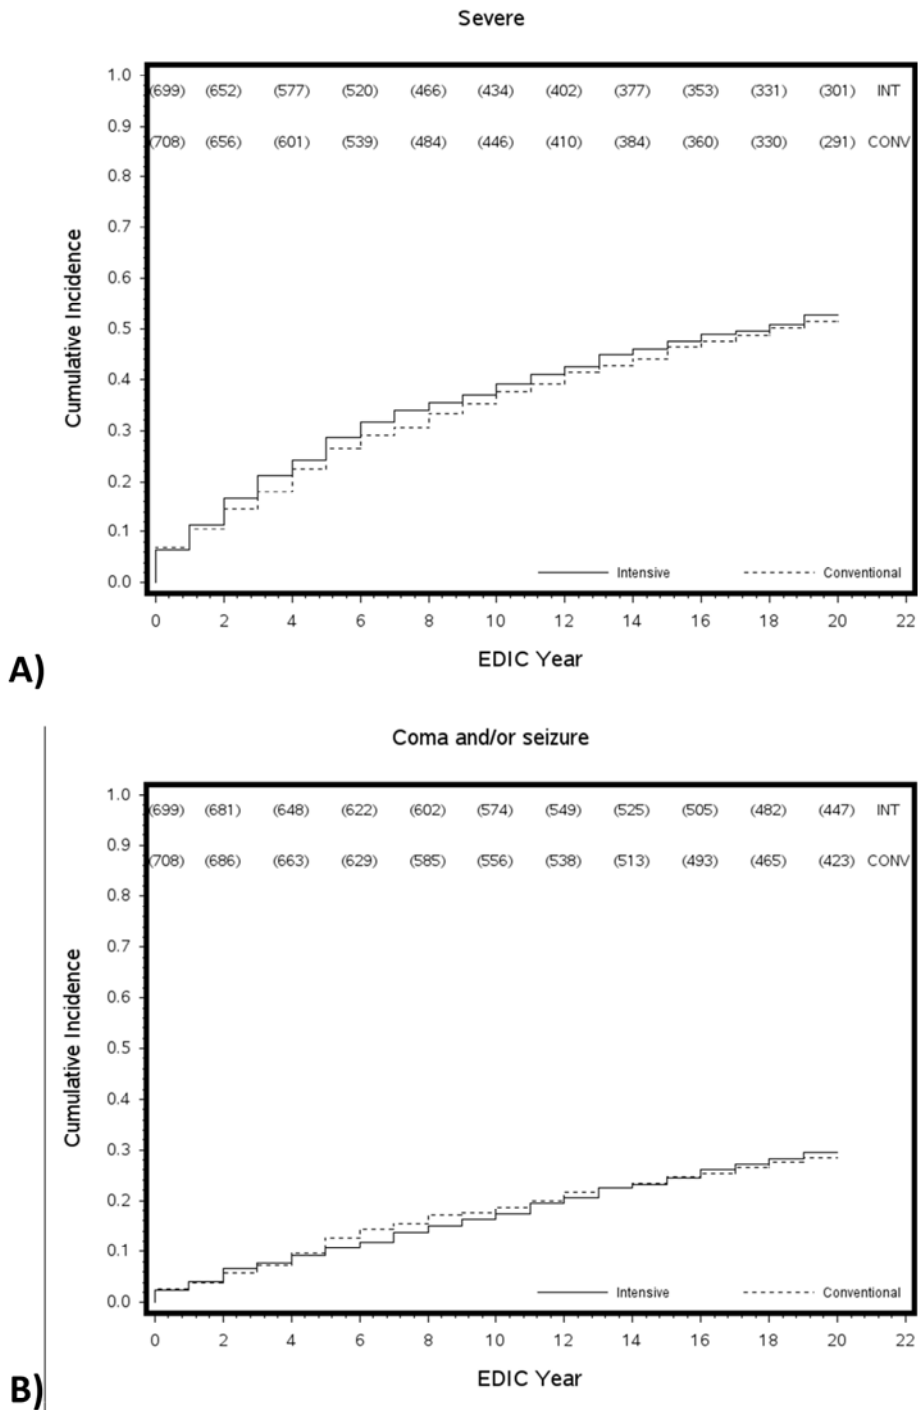 Severe
1.0
(699) (652) (577) (520) (466) (434) (402) (377) (353) (331) (301) INT
0.9
(708) (656) (601) (539) (484) (446) (410) (384) (360) (330) (291) CONV
0.8
0.7
0.6
Cumulative Incidence
0.5
0.4
0.3
0.2
0.1
0.0
Intensive Conventional
0 2 4 6 8 10 12 14 16 18 20 22
EDIC Year
A)
Coma and/or seizure
1.0
(699) (681) (648) (622) (602) (574) (549) (525) (505) (482) (447) INT
0.9
(708) (686) (663) (629) (585) (556) (538) (513) (493) (465) (423) CONV
0.8
0.7
0.6
Cumulative Incidence
0.5
0.4
0.3
0.2
0.1
0.0
Intensive Conventional
0 2 4 6 8 10 12 14 16 18 20 22
EDIC Year
B)